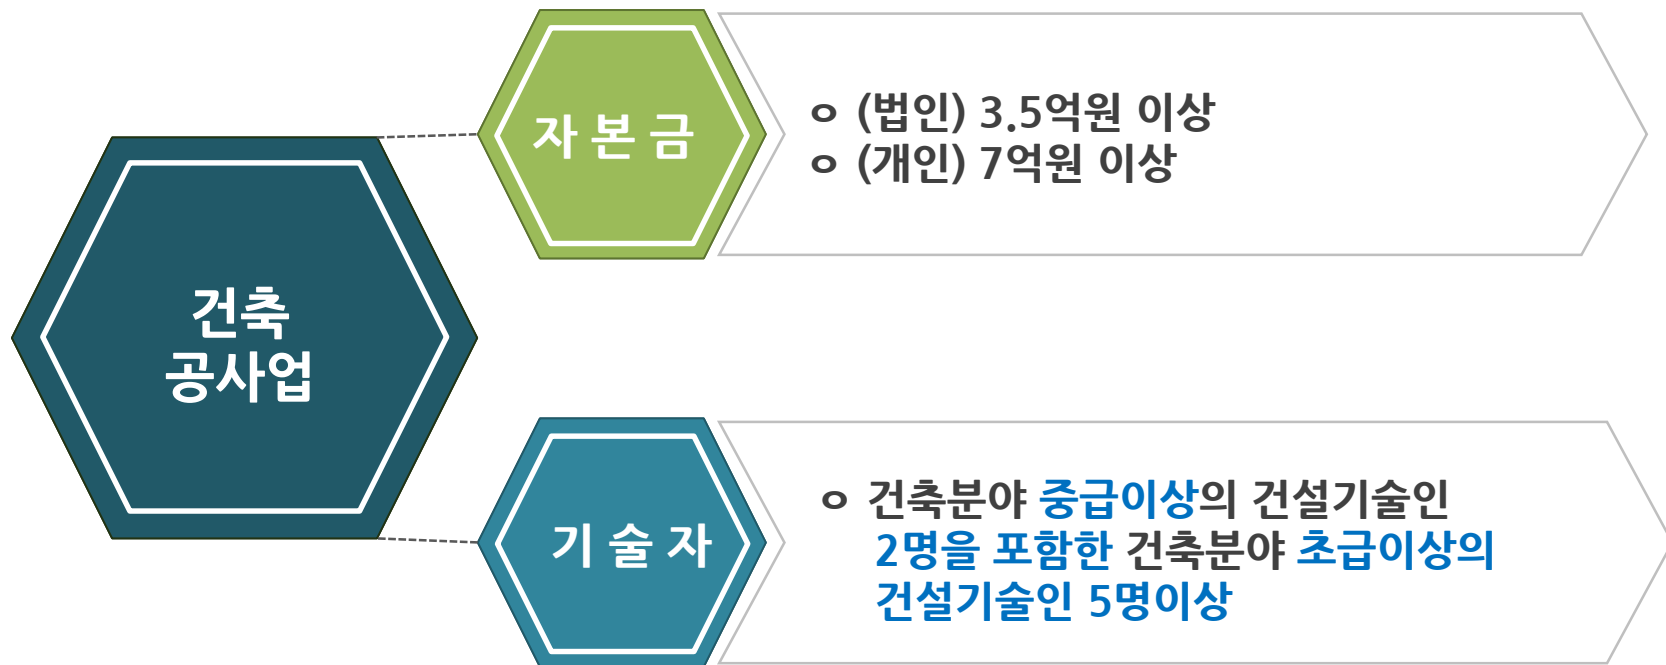 건축
공사업
자 본 금
ㅇ (법인) 3.5억원 이상
ㅇ (개인) 7억원 이상
기 술 자
ㅇ 건축분야 중급이상의 건설기술인
2명을 포함한 건축분야 초급이상의
건설기술인 5명이상